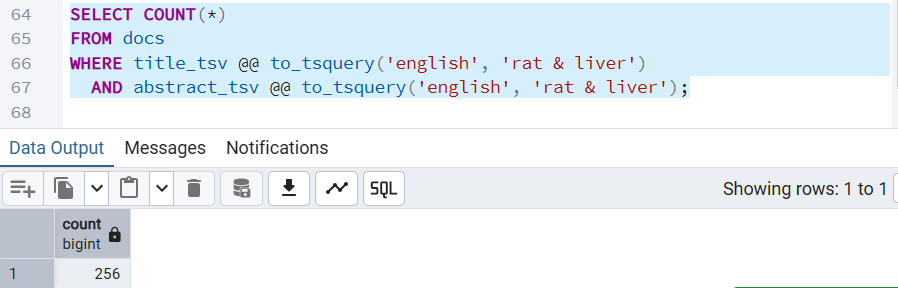 64 SELECT COUNT(*)
65 FROM docs
66 WHERE title_tsv @@ to_tsquery('english', 'rat & liver')
67 AND abstract_tsv @@ to_tsquery('english', 'rat & liver');
68
Data Output Messages Notifications
SQL Showing rows: 1 to 1
count
bigint
1 256